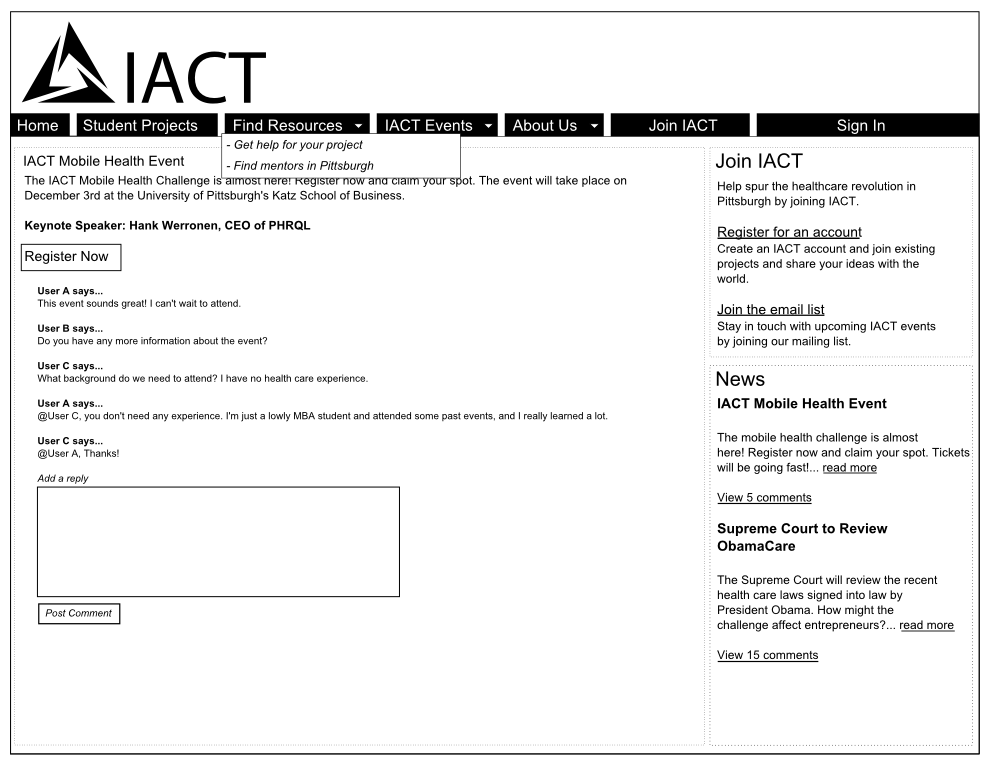 IACT
Home Student Projects Find Resources IACT Events About Us Join IACT Sign In
- Get help for your project
- Find mentors in Pittsburgh
IACT Mobile Health Event
The IACT Mobile Health Challenge is almost here! Register now and claim your spot. The event will take place on
December 3rd at the University of Pittsburgh's Katz School of Business.
Keynote Speaker: Hank Werronen, CEO of PHRQL
Register Now
User A says...
This event sounds great! I can't wait to attend.
User B says...
Do you have any more information about the event?
User C says...
What background do we need to attend? I have no health care experience.
User A says...
@User C, you don't need any experience. I'm just a lowly MBA student and attended some past events, and I really learned a lot.
User C says...
@User A, Thanks!
Add a reply
Post Comment
Join IACT
Help spur the healthcare revolution in
Pittsburgh by joining IACT.
Register for an account
Create an IACT account and join existing
projects and share your ideas with the
world.
Join the email list
Stay in touch with upcoming IACT events
by joining our mailing list.
News
IACT Mobile Health Event
The mobile health challenge is almost
here! Register now and claim your spot. Tickets
will be going fast!... read more
View 5 comments
Supreme Court to Review
ObamaCare
The Supreme Court will review the recent
health care laws signed into law by
President Obama. How might the
challenge affect entrepreneurs?... read more
View 15 comments